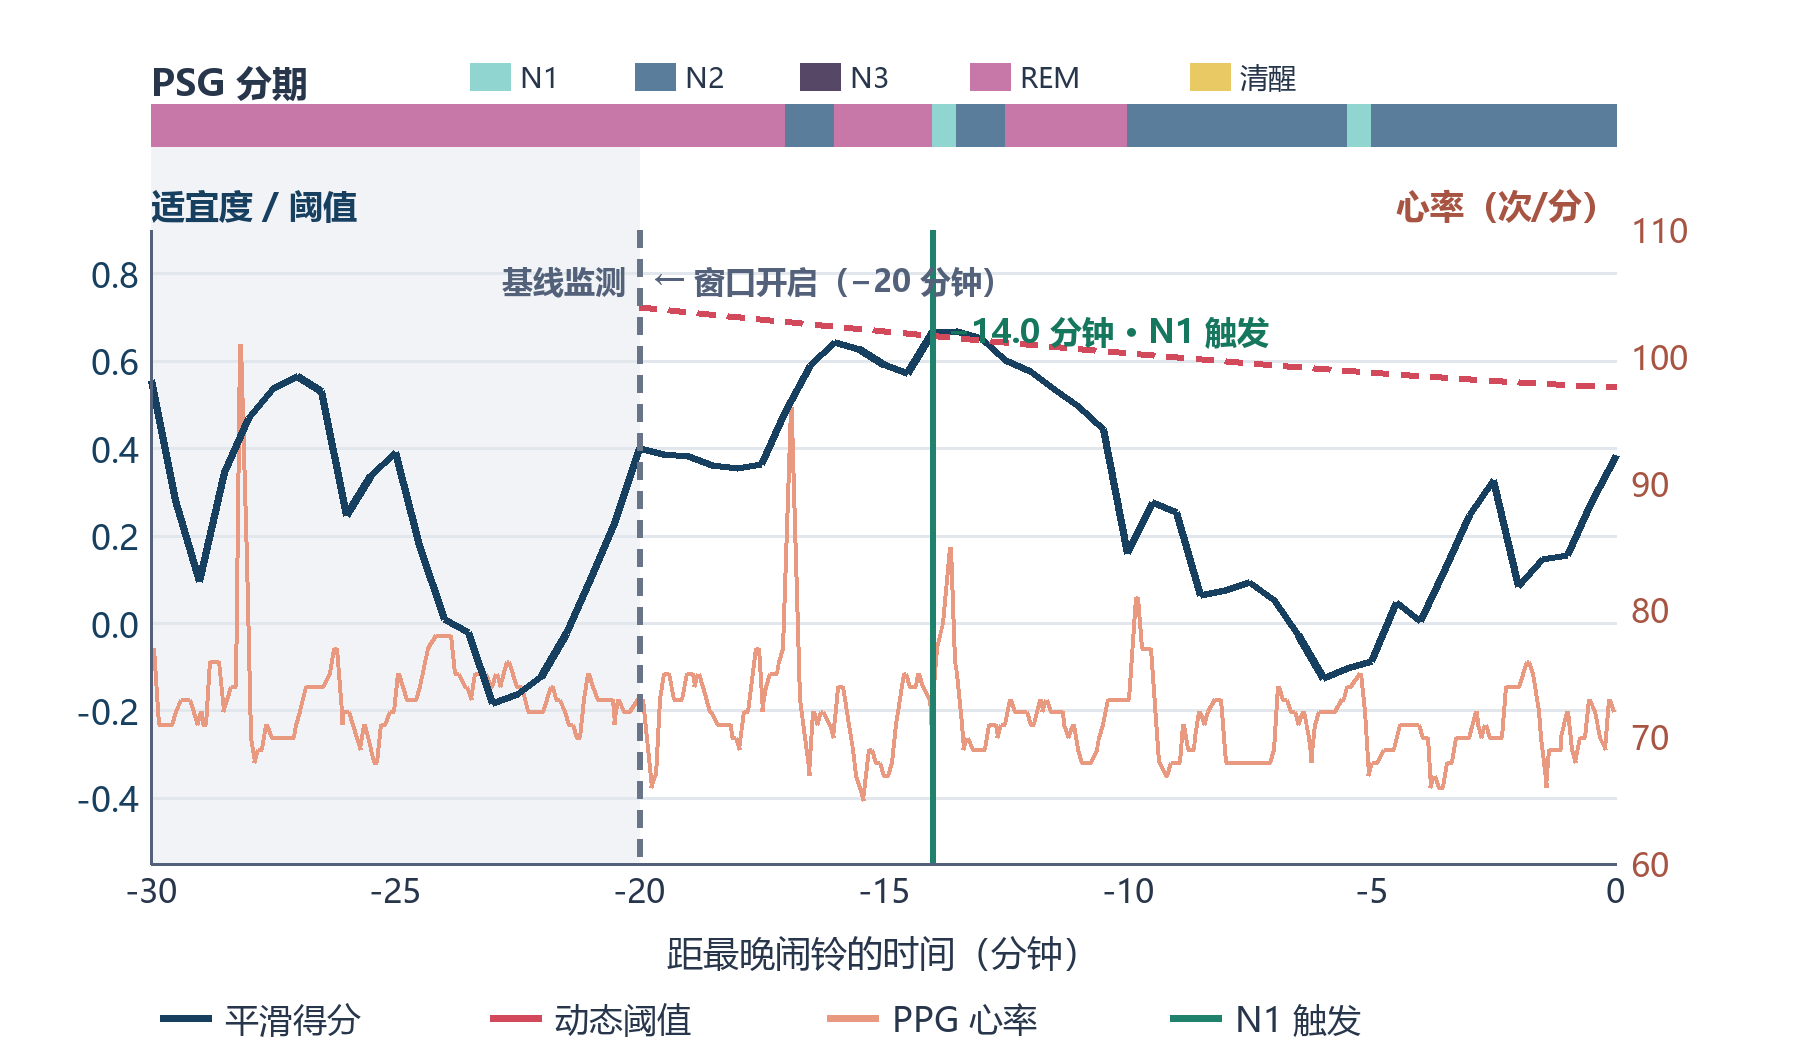 PSG 分期 N1 N2 N3 REM 清醒
适宜度 / 阈值 心率（次/分）
110
0.8 基线监测 ← 窗口开启（−20 分钟）
14.0 分钟・N1 触发
0.6 100
0.4 90
0.2
0.0 80
-0.2 70
-0.4
60
-30 -25 -20 -15 -10 -5 0
距最晚闹铃的时间（分钟）
平滑得分 动态阈值 PPG 心率 N1 触发